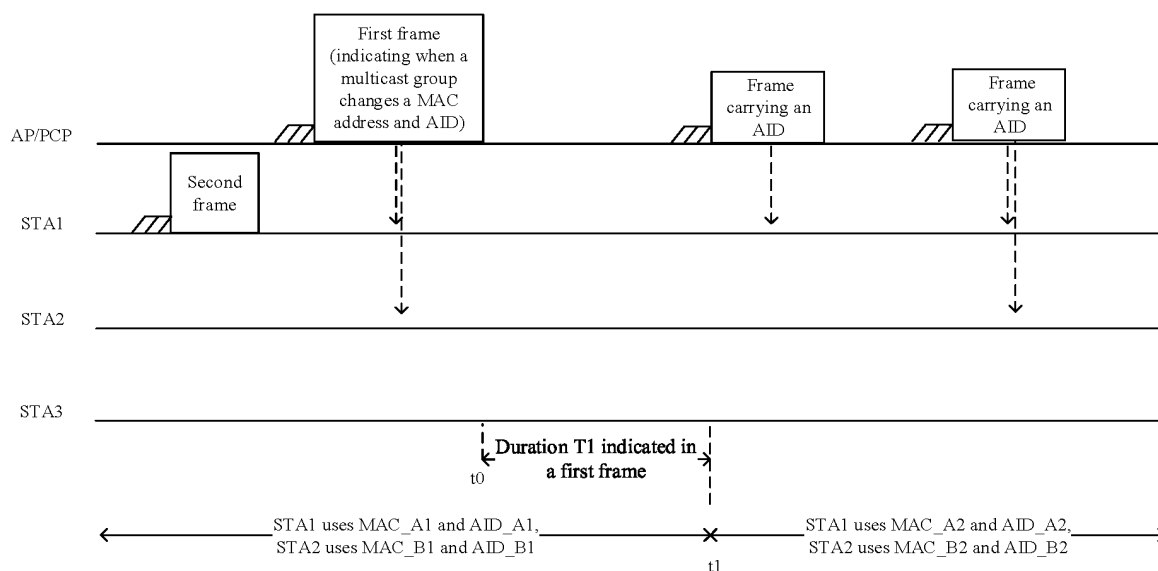 First frame
(indicating when a
multicast group
changes a MAC
address and AID)
Frame
carrying an
AID
Frame
carrying an
AID
AP/PCP
Second
frame
STA1
STA2
STA3
Duration T1 indicated in
a first frame
t0
STA1 uses MAC_A1 and AID_A1,
STA2 uses MAC_B1 and AID_B1
STA1 uses MAC_A2 and AID_A2,
STA2 uses MAC_B2 and AID_B2
t1